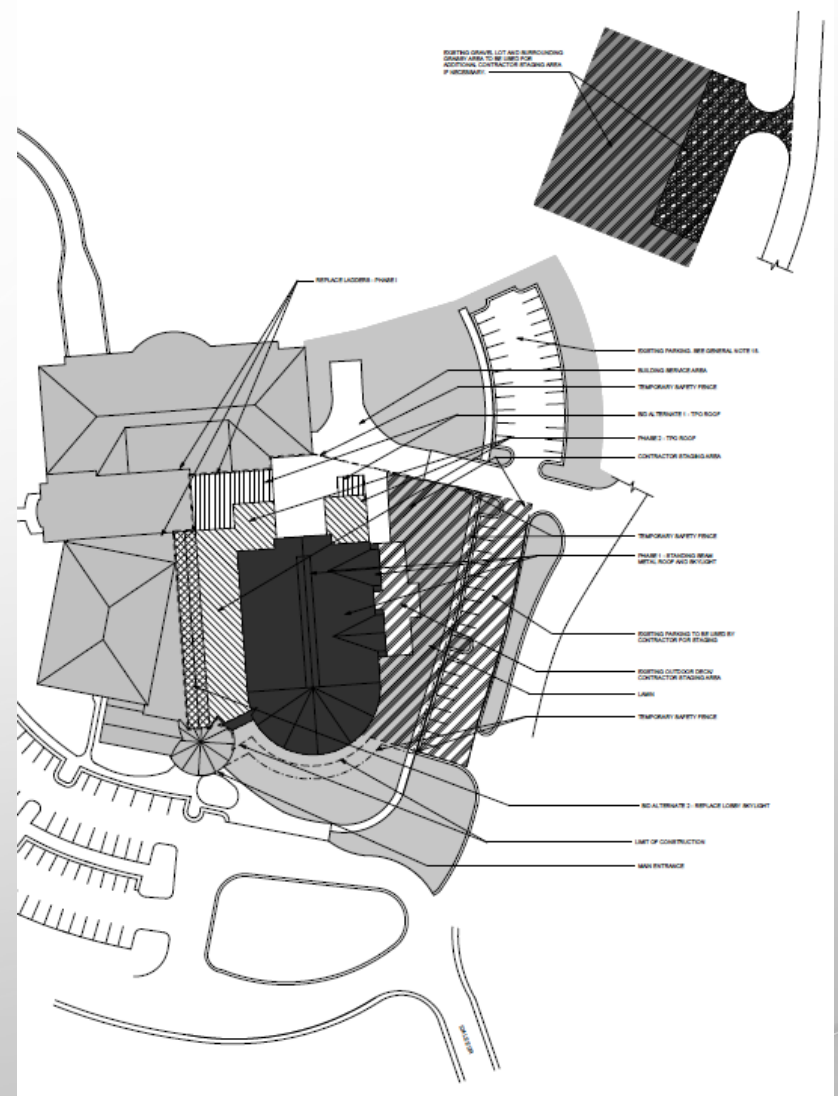 EXISTING GRAVEL LOT AND SURROUNDING
GRASSY AREA TO BE USED FOR
ADDITIONAL CONTRACTOR STAGING AREA
IF NECESSARY.
REPLACE LADDERS - PHASE I
EXISTING PARKING. SEE GENERAL NOTE 15.
BUILDING SERVICE AREA
TEMPORARY SAFETY FENCE
BID ALTERNATE 1 - TPO ROOF
PHASE 2 - TPO ROOF
CONTRACTOR STAGING AREA
TEMPORARY SAFETY FENCE
PHASE 1 - STANDING SEAM
METAL ROOF AND SKYLIGHT
EXISTING PARKING TO BE USED BY
CONTRACTOR FOR STAGING
EXISTING OUTDOOR DECK/
CONTRACTOR STAGING AREA
LAWN
TEMPORARY SAFETY FENCE
BID ALTERNATE 2 - REPLACE LOBBY SKYLIGHT
LIMIT OF CONSTRUCTION
MAIN ENTRANCE